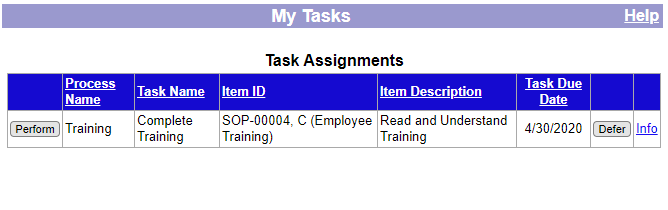 My Tasks Help
Task Assignments
Process Name Task Name Item ID Item Description Task Due Date
Perform Training Complete Training SOP-00004, C (Employee Training) Read and Understand Training 4/30/2020 Defer Info